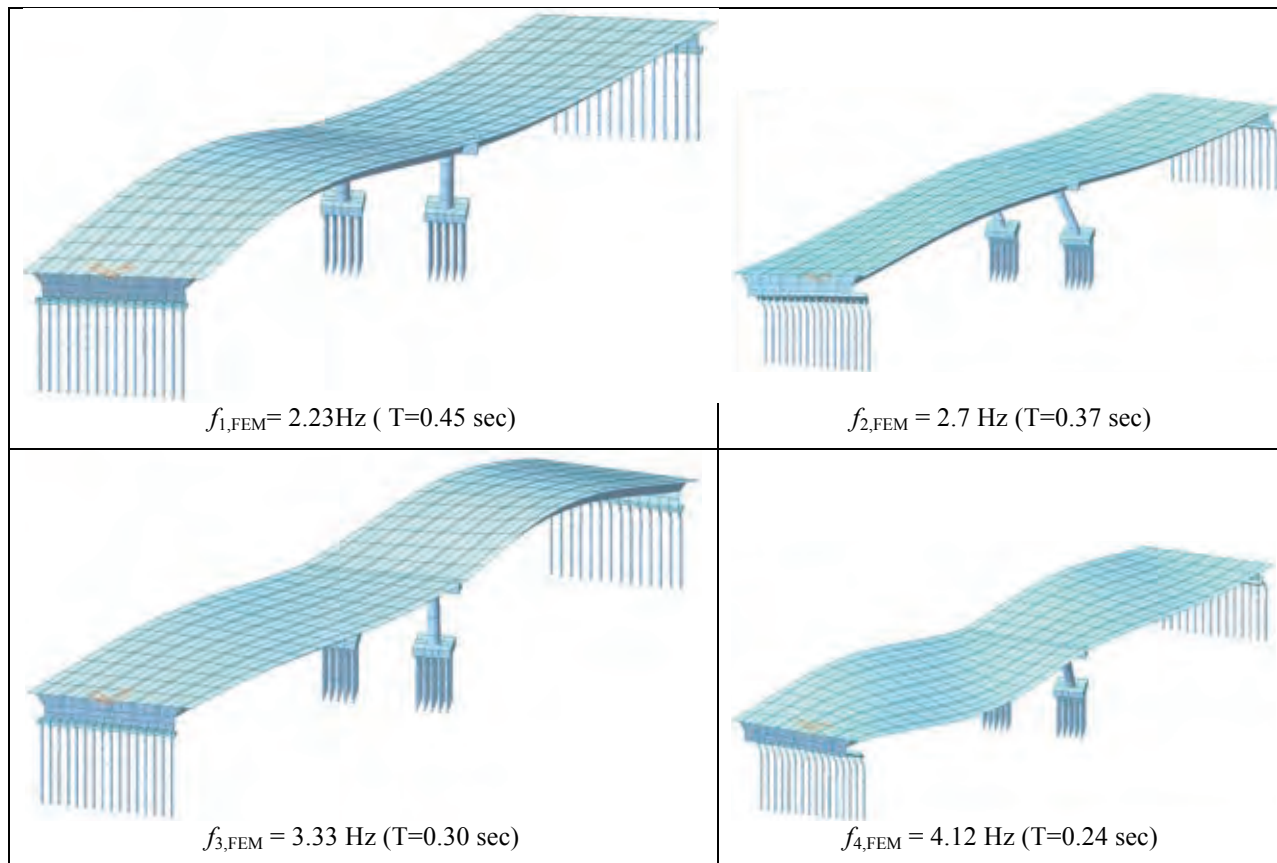 f1,FEM= 2.23Hz ( T=0.45 sec)
f2,FEM = 2.7 Hz (T=0.37 sec)
f3,FEM = 3.33 Hz (T=0.30 sec)
f4,FEM = 4.12 Hz (T=0.24 sec)